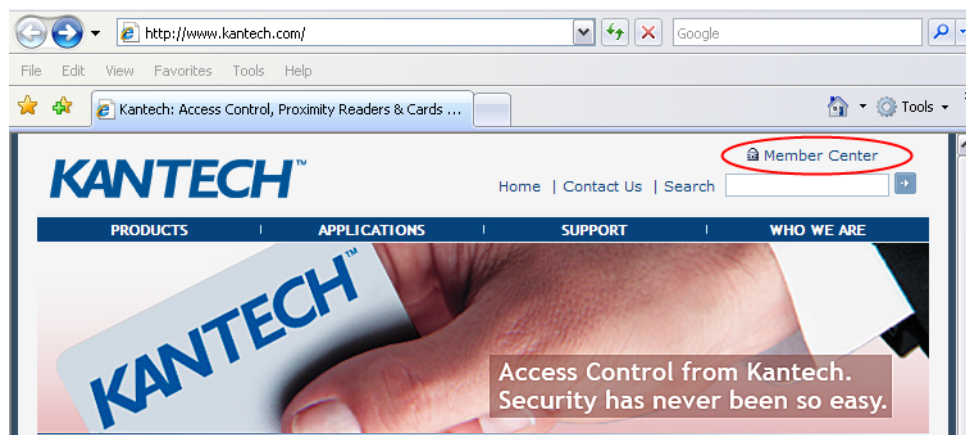 http://www.kantech.com/
Google
File Edit View Favorites Tools Help
Kantech: Access Control, Proximity Readers & Cards ...
Tools
Member Center
KANTECH™
Home | Contact Us | Search
PRODUCTS | APPLICATIONS | SUPPORT | WHO WE ARE
KANTECH™
Access Control from Kantech.
Security has never been so easy.